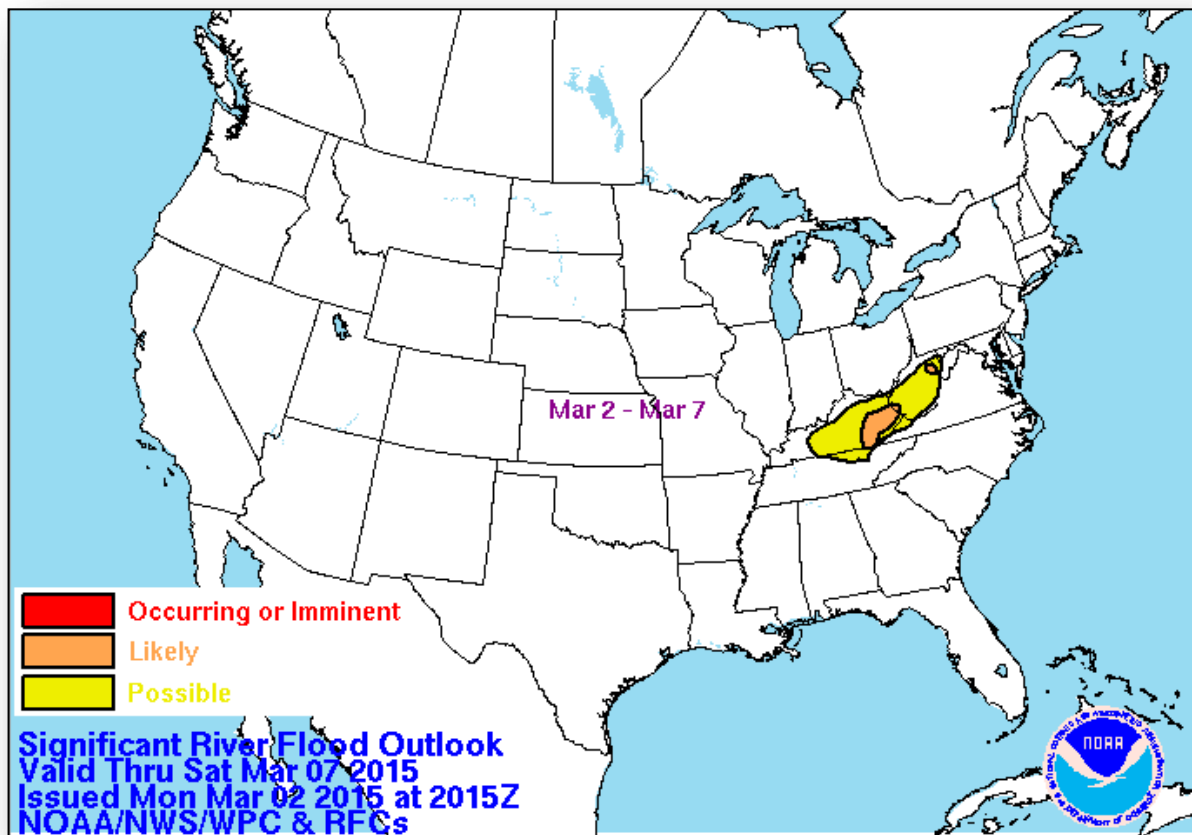 Mar 2 - Mar 7
Occurring or Imminent
Likely
Possible
Significant River Flood Outlook
Valid Thru Sat Mar 07 2015
Issued Mon Mar 02 2015 at 2015Z
NOAA/NWS/WPC & RFCs
NOAA